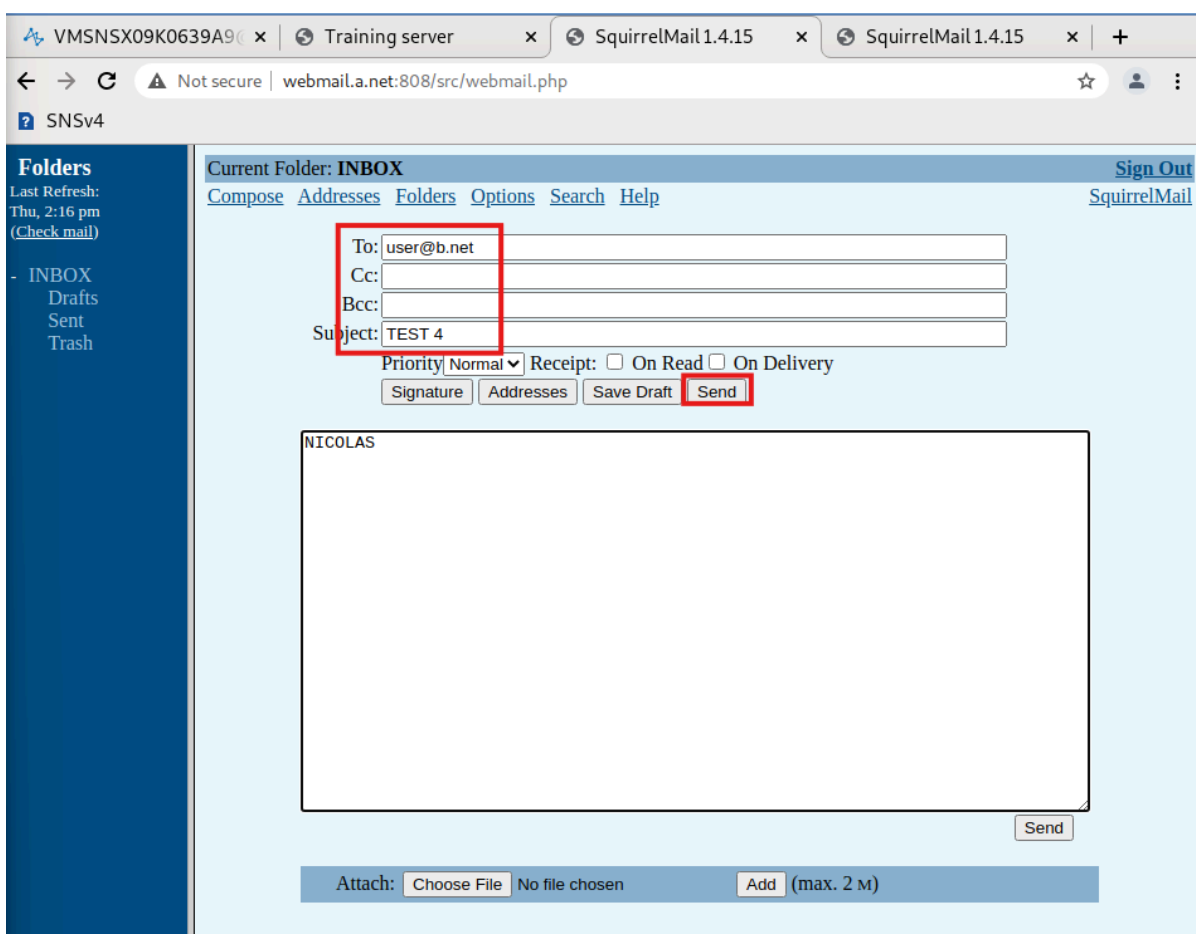 VMSNSX09K0639A9 Training server SquirrelMail 1.4.15 SquirrelMail 1.4.15
Not secure webmail.a.net:808/src/webmail.php
SNSv4
Folders
Last Refresh:
Thu, 2:16 pm
(Check mail)
- INBOX
Drafts
Sent
Trash
Current Folder: INBOX Sign Out
Compose Addresses Folders Options Search Help SquirrelMail
To: user@b.net
Cc:
Bcc:
Subject: TEST 4
Priority Normal Receipt: On Read On Delivery
Signature Addresses Save Draft Send
NICOLAS
Send
Attach: Choose File No file chosen Add (max. 2 M)